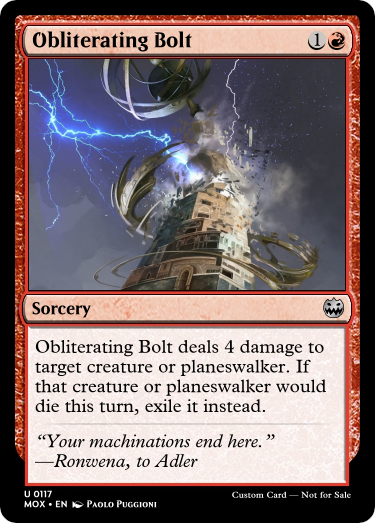 Obliterating Bolt 1
Sorcery
Obliterating Bolt deals 4 damage to
target creature or planeswalker. If
that creature or planeswalker would
die this turn, exile it instead.
“Your machinations end here.”
—Ronwena, to Adler
U 0117
MOX • EN Paolo Puggioni
Custom Card — Not for Sale